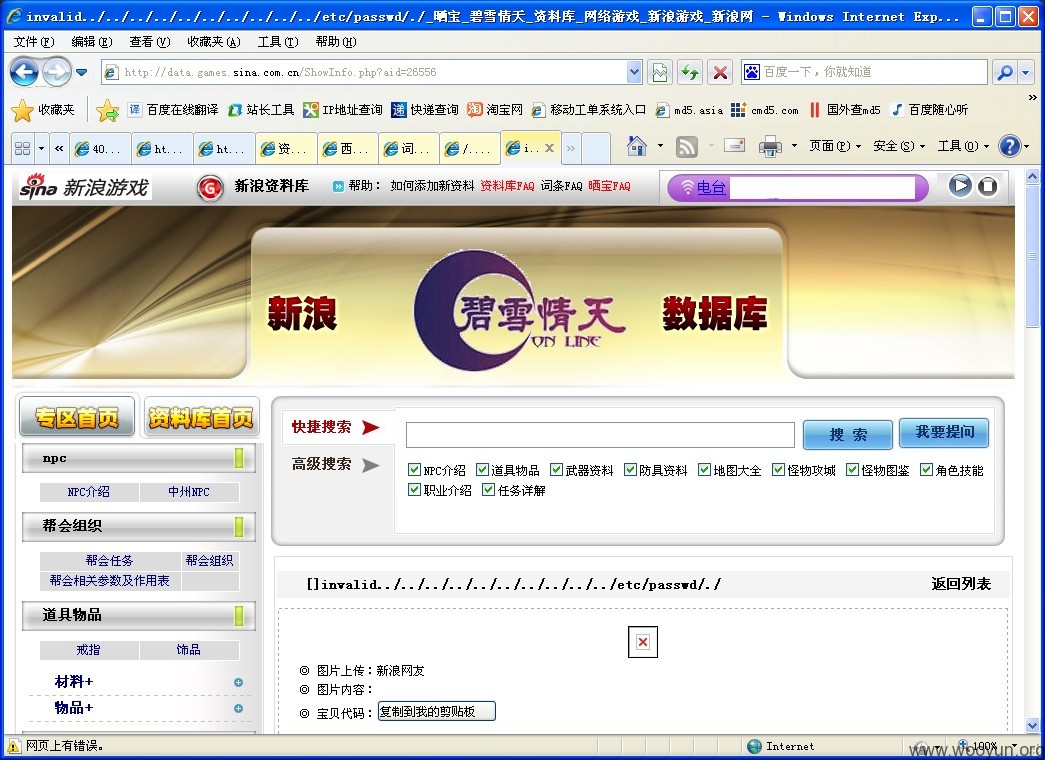 invalid../../../../../../../../../../etc/passwd/./_晒宝_碧雪情天_资料库_网络游戏_新浪游戏_新浪网 - Windows Internet Exp...
文件(F) 编辑(E) 查看(V) 收藏夹(A) 工具(T) 帮助(H)
http://data.games.sina.com.cn/ShowInfo.php?aid=26556 百度一下，你就知道
收藏夹 译 百度在线翻译 站长工具 IP地址查询 递 快递查询 淘 淘宝网 移动工单系统入口 md5.asia cmd5.com 国外md5 百度随心听 »
« 40... ht... ht... 资... 西... 词... /.... i.. X » 页面(P) 安全(S) 工具(O)
sina 新浪游戏 G 新浪资料库 帮助： 如何添加新资料 资料库FAQ 词条FAQ 晒宝FAQ 电台
新浪 碧雪情天 ON LINE 数据库
专区首页 资料库首页
快捷搜索 搜 索 我要提问
高级搜索 NPC介绍 道具物品 武器资料 防具资料 地图大全 怪物攻城 怪物图鉴 角色技能
职业介绍 任务详解
npc
NPC介绍 中州NPC
帮会组织
帮会任务 帮会组织
帮会相关参数及作用表
道具物品
戒指 饰品
材料+
物品+
[]invalid../../../../../../../../../../etc/passwd/./ 返回列表
图片上传：新浪网友
图片内容：
宝贝代码： 复制到我的剪贴板
网页上有错误。 Internet 100%
www.wooyun.org